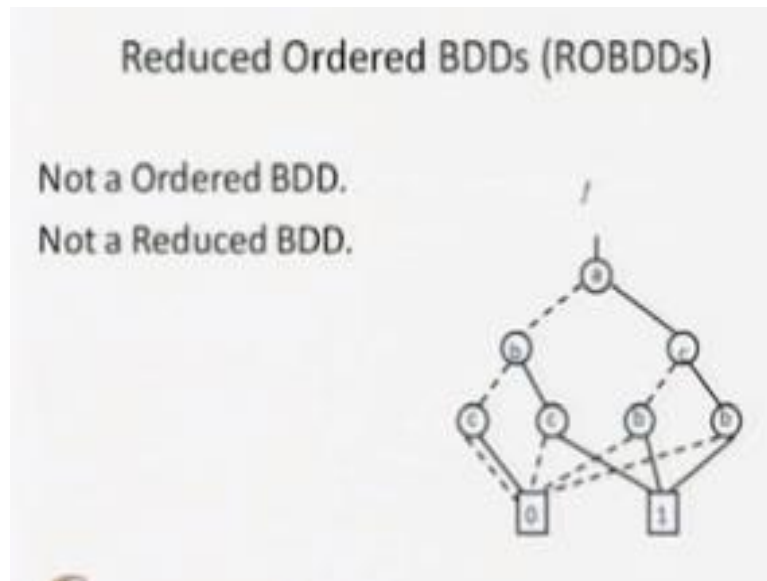 Reduced Ordered BDDs (ROBDDs)
Not a Ordered BDD.
Not a Reduced BDD.
f
a
b c
c c b b
0 1